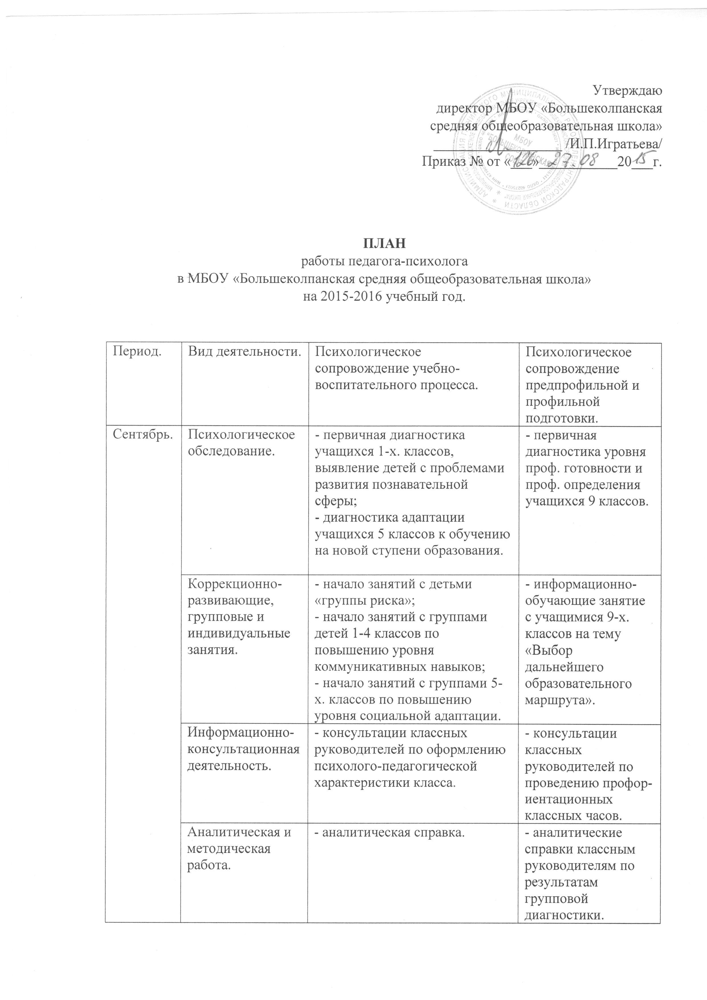 Утверждаю
директор МБОУ «Большеколпанская
средняя общеобразовательная школа»
/И.П.Игратьева/
Приказ № от «126» 27.08 2015г.
МБОУ
"БОЛЬШЕКОЛПАНСКАЯ
СОШ"
ПЛАН
работы педагога-психолога
в МБОУ «Большеколпанская средняя общеобразовательная школа»
на 2015-2016 учебный год.
Период.
Вид деятельности.
Психологическое
сопровождение учебно-
воспитательного процесса.
Психологическое
сопровождение
предпрофильной и
профильной
подготовки.
Сентябрь.
Психологическое
обследование.
- первичная диагностика
учащихся 1-х. классов,
выявление детей с проблемами
развития познавательной
сферы;
- диагностика адаптации
учащихся 5 классов к обучению
на новой ступени образования.
- первичная
диагностика уровня
проф. готовности и
проф. определения
учащихся 9 классов.
Коррекционно-
развивающие,
групповые и
индивидуальные
занятия.
- начало занятий с детьми
«группы риска»;
- начало занятий с группами
детей 1-4 классов по
повышению уровня
коммуникативных навыков;
- начало занятий с группами 5-
х. классов по повышению
уровня социальной адаптации.
- информационно-
обучающие занятие
с учащимися 9-х.
классов на тему
«Выбор
дальнейшего
образовательного
маршрута».
Информационно-
консультационная
деятельность.
- консультации классных
руководителей по оформлению
психолого-педагогической
характеристики класса.
- консультации
классных
руководителей по
проведению профор-
иентационных
классных часов.
Аналитическая и
методическая
работа.
- аналитическая справка.
- аналитические
справки классным
руководителям по
результатам
групповой
диагностики.